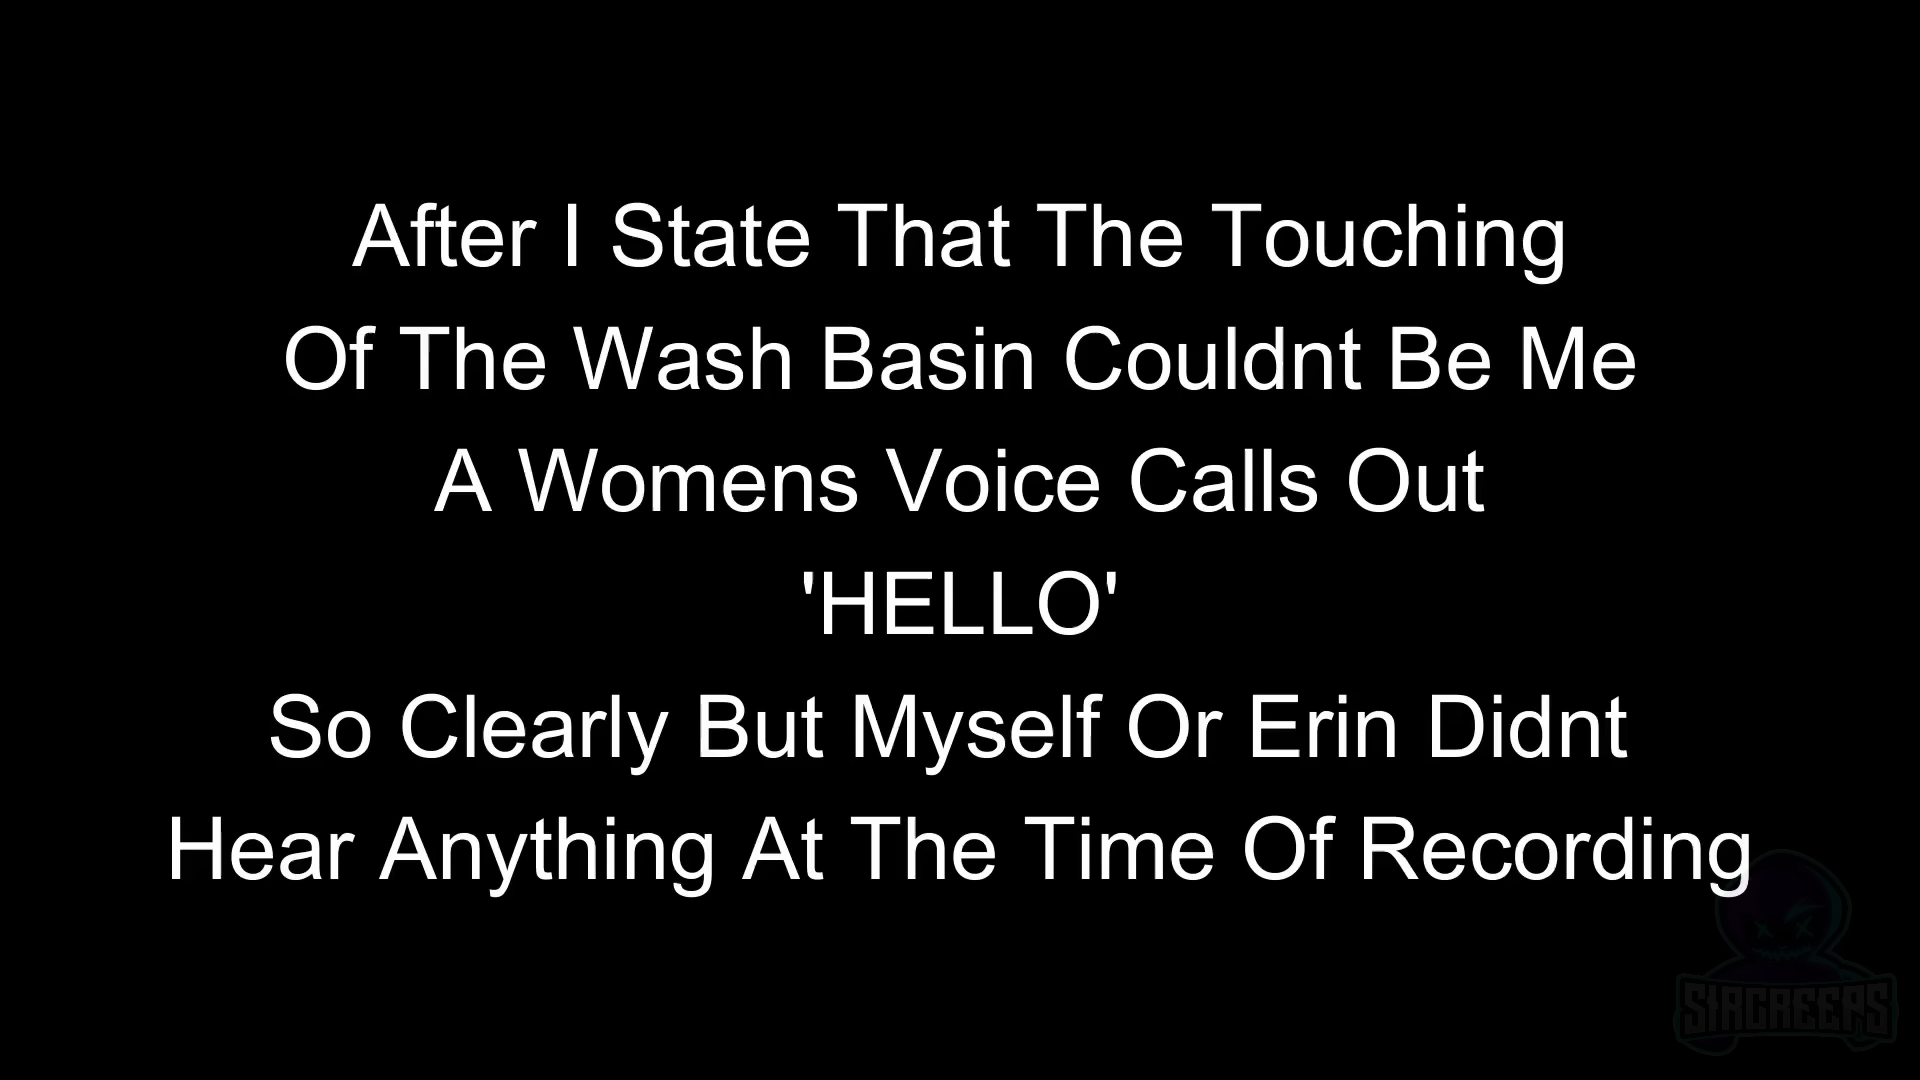 After I State That The Touching
Of The Wash Basin Couldnt Be Me
A Womens Voice Calls Out
'HELLO'
So Clearly But Myself Or Erin Didnt
Hear Anything At The Time Of Recording
SIRCREEPS